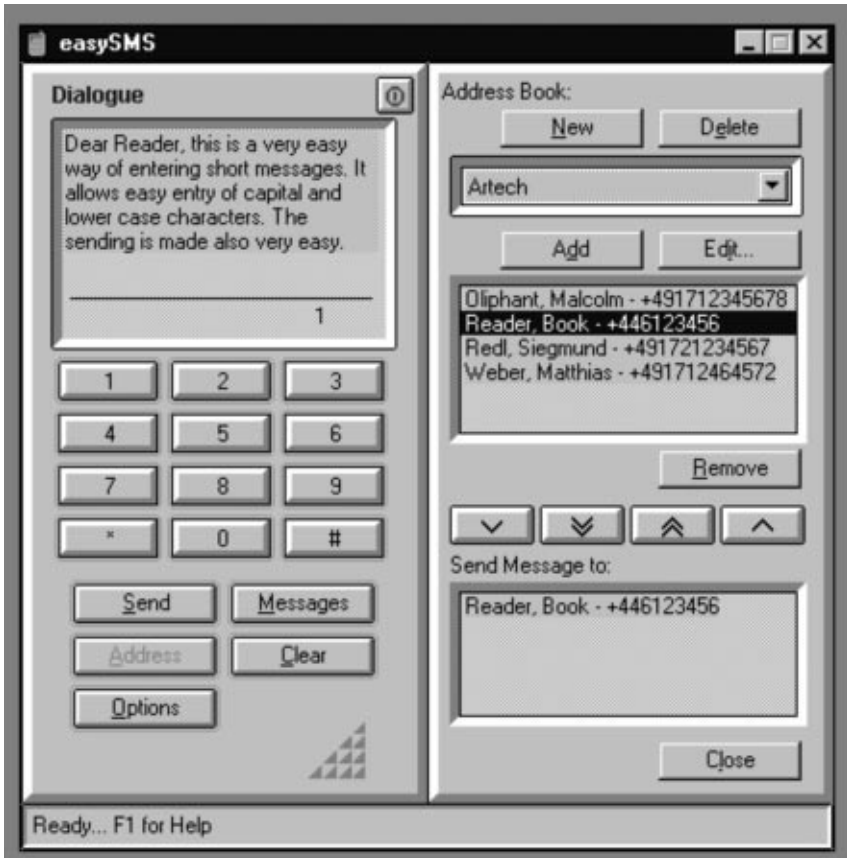 easySMS
Dialogue
Dear Reader, this is a very easy
way of entering short messages. It
allows easy entry of capital and
lower case characters. The
sending is made also very easy.
1
1 2 3
4 5 6
7 8 9
* 0 #
Send Messages
Address Clear
Options
Address Book:
New Delete
Artech
Add Edit...
Oliphant, Malcolm - +491712345678
Reader, Book - +446123456
Redl, Siegmund - +491721234567
Weber, Matthias - +491712464572
Remove
Send Message to:
Reader, Book - +446123456
Close
Ready... F1 for Help